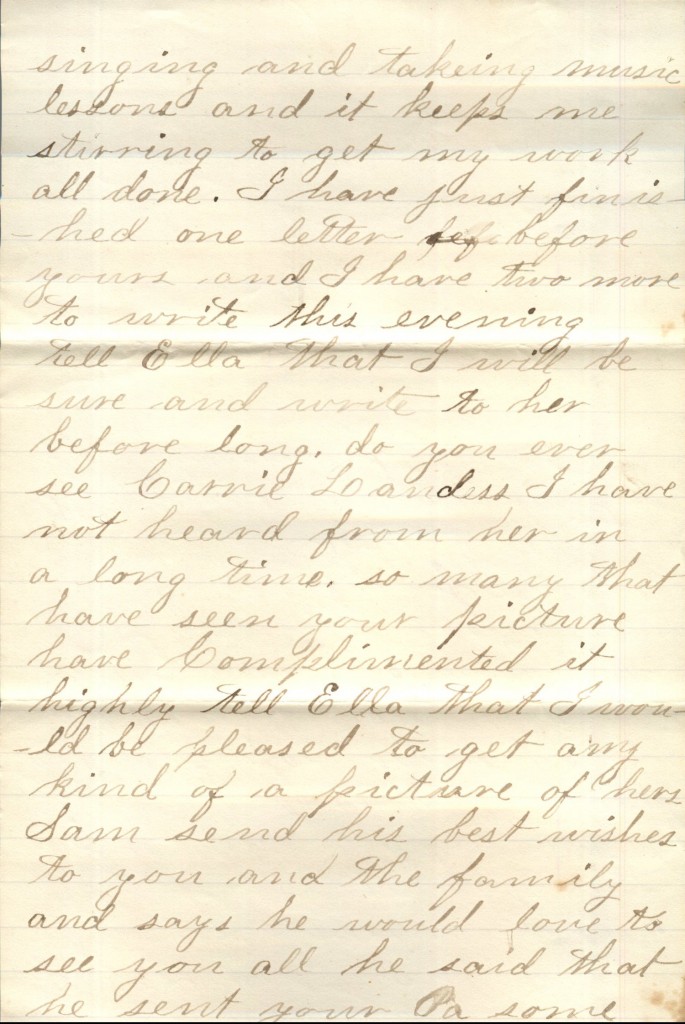 singing and takeing music
lessons and it keeps me
stirring to get my work
all done. I have just finis-
-hed one letter before
yours and I have two more
to write this evening
tell Ella that I will be
sure and write to her
before long. do you ever
see Carrie Landess I have
not heard from her in
a long time. so many that
have seen your picture
have Complimented it
highly tell Ella that I wou-
-ld be pleased to get any
kind of a picture of hers
Sam send his best wishes
to you and the family
and says he would love to
see you all he said that
he sent your Pa some